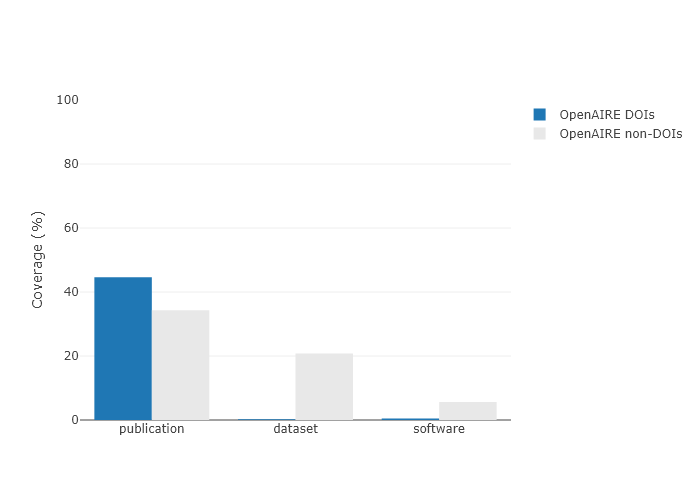 100
80
60
40
20
0
Coverage (%)
publication
dataset
software
OpenAIRE DOIs
OpenAIRE non-DOIs